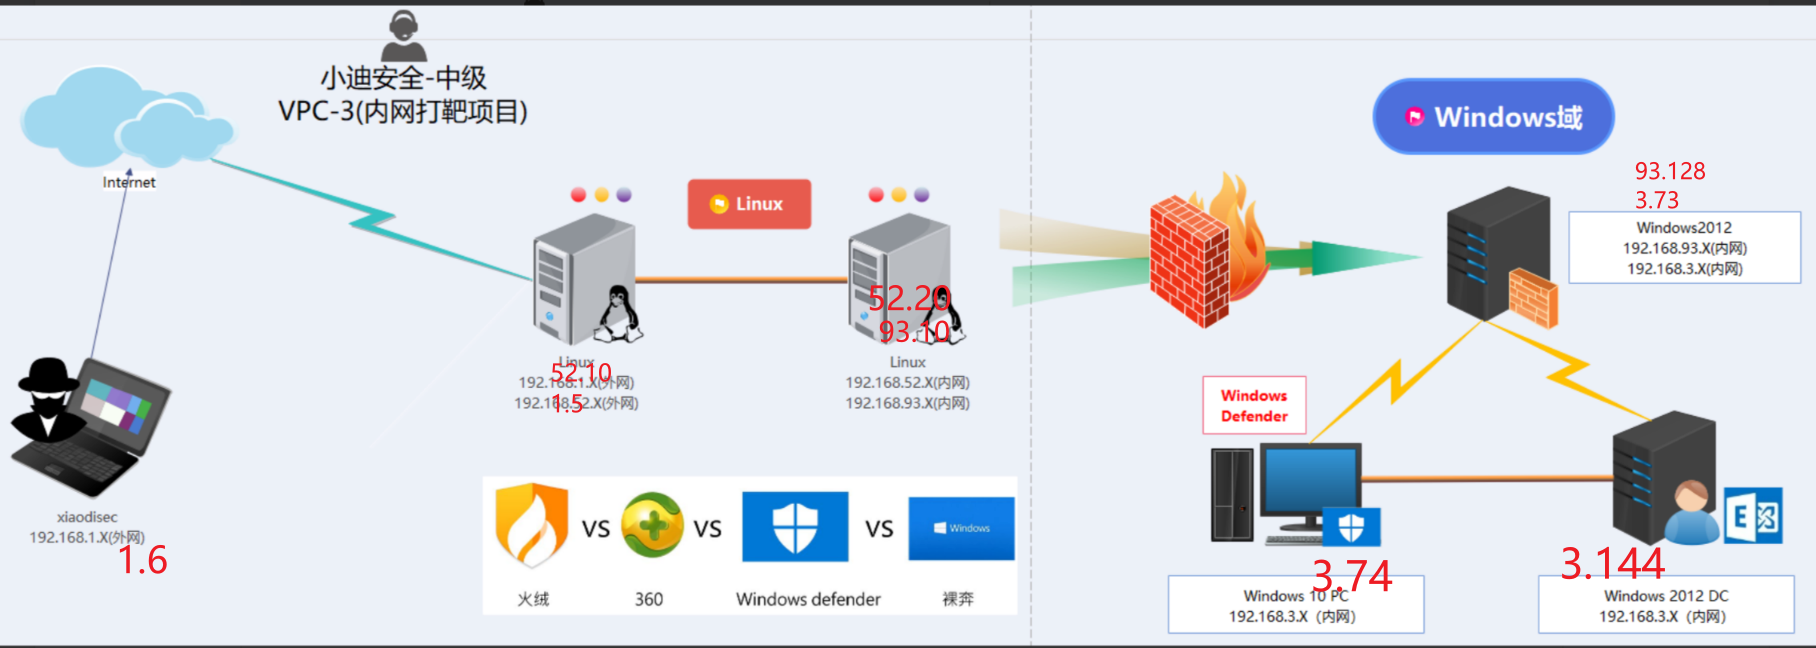 小迪安全-中级
VPC-3(内网打靶项目)
Internet
Linux
Windows域
93.128
3.73
Windows2012
192.168.93.X(内网)
192.168.3.X(内网)
52.20
93.10
Linux
52.10
192.168.1.X(外网)
192.168.52.X(外网)
1.5
Linux
192.168.52.X(内网)
192.168.93.X(内网)
Windows
Defender
xiaodisec
192.168.1.X(外网)
1.6
VS
VS
VS
Windows
火绒
360
Windows defender
裸奔
3.74
Windows 10 PC
192.168.3.X（内网）
3.144
Windows 2012 DC
192.168.3.X（内网）